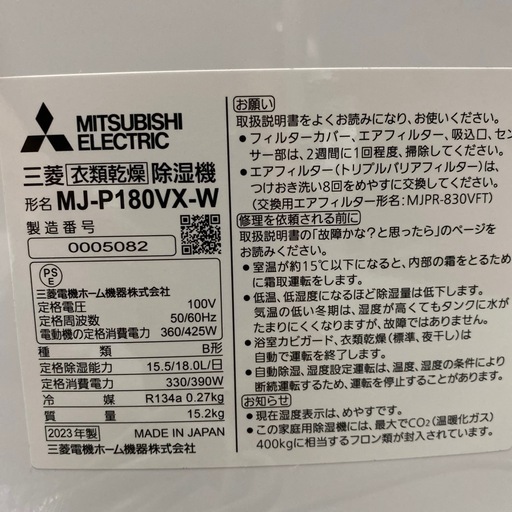 MITSUBISHI
ELECTRIC
三菱 衣類乾燥 除湿機
形名 MJ-P180VX-W
製造番号
0005082
PS
E
三菱電機ホーム機器株式会社
定格電圧 100V
定格周波数 50/60Hz
電動機の定格消費電力 360/425W
種類 B形
定格除湿能力 15.5/18.0L/日
定格消費電力 330/390W
冷媒 R134a 0.27kg
質量 15.2kg
2023年製 MADE IN JAPAN
三菱電機ホーム機器株式会社
お願い
取扱説明書をよくお読みになり、お使いください。
●フィルターカバー、エアフィルター、吸込口、セン
サー部は、2週間に1回程度、掃除してください。
●エアフィルター(トリプルバリアフィルター)は、
つけおき洗い8回をめやすに交換してください。
(交換用エアフィルター形名:MJPR-830VFT)
修理を依頼される前に
取扱説明書の「故障かな?と思ったら」のページを
お読みください。
●室温が約15℃以下になると、内部の霜をとるため
に霜取運転をします。
●低温、低湿度になるほど除湿量は低下します。
気温の低い冬期は、湿度が高くてもタンクに水が
たまりにくくなりますが、故障ではありません。
●浴室カビガード、衣類乾燥(標準、夜干し)は
自動で運転を終了します。
●自動除湿、湿度設定運転は、温度、湿度の条件により
断続運転するため、運転を停止することがあります。
お知らせ
●現在湿度表示は、めやすです。
●この家庭用除湿機には、最大でCO₂(温暖化ガス)
400kgに相当するフロン類が封入されています。